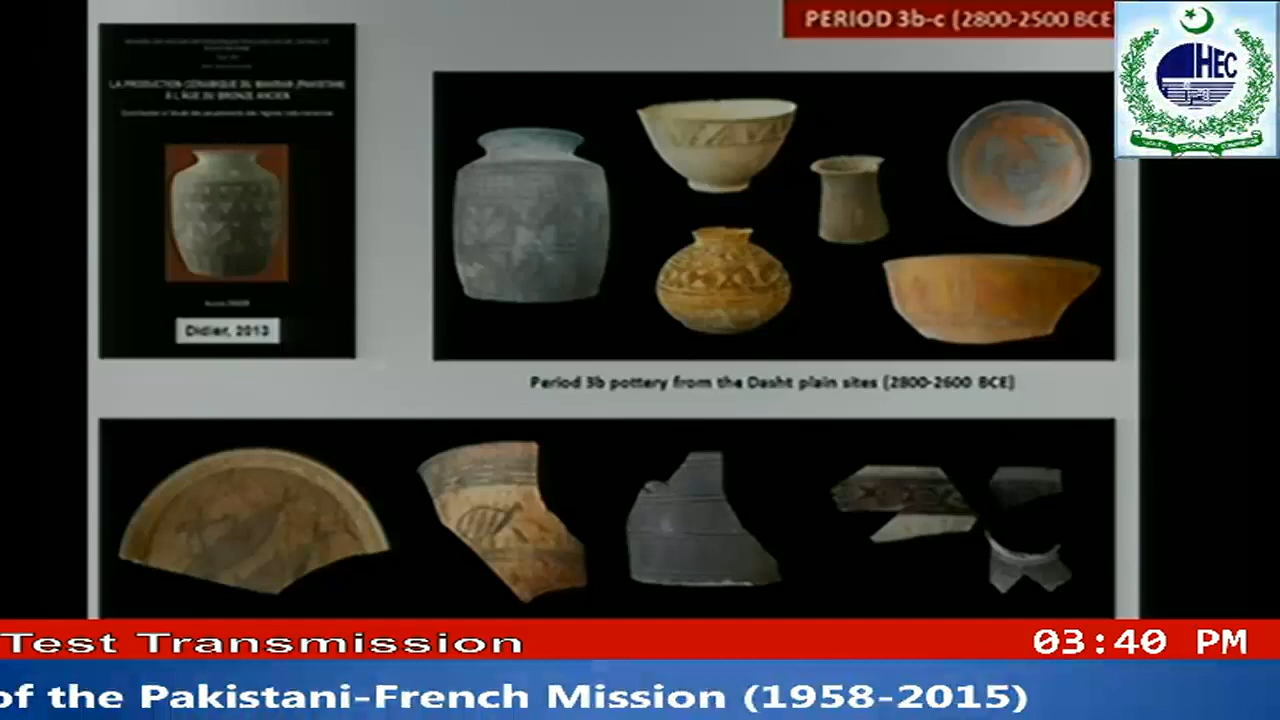 PERIOD 3b-c (2800-2500 BCE
HEC
LA PRODUCTION CÉRAMIQUE DU MAKRAN (PAKISTAN)
À L'ÂGE DU BRONZE ANCIEN
Didier, 2013
Period 3b pottery from the Dasht plain sites (2800-2600 BCE)
Test Transmission
03:40 PM
of the Pakistani-French Mission (1958-2015)